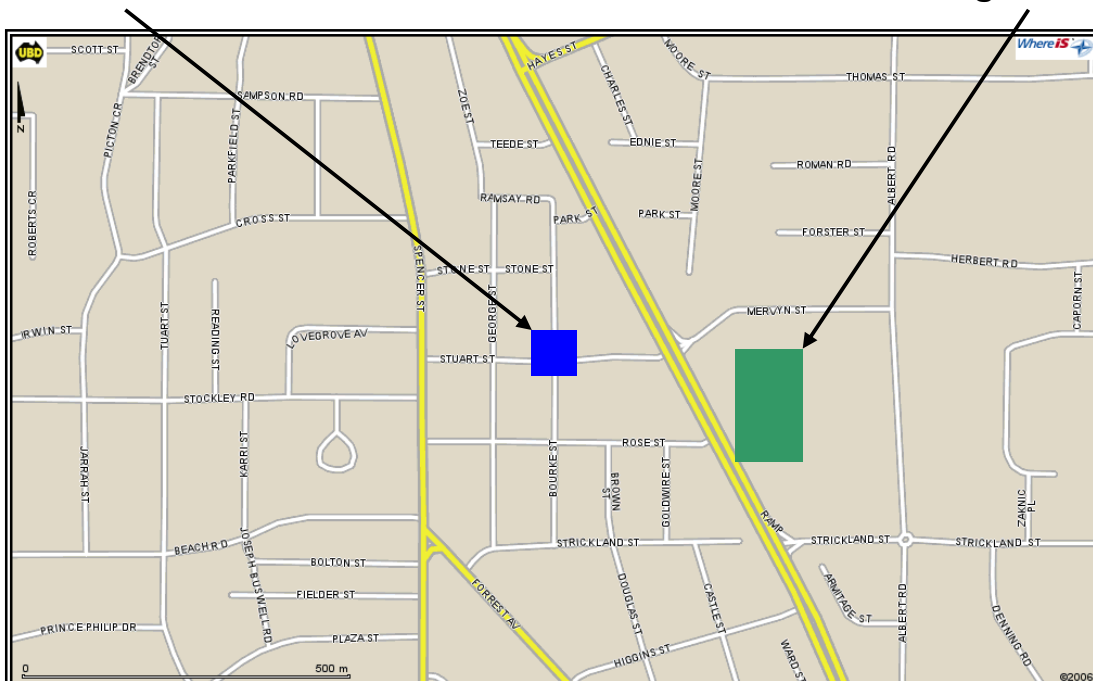 UBD
WhereiS
SCOTT ST
BRENDTOR ST
HAYES ST
MOORE ST
THOMAS ST
SAMPSON RD
ZOE ST
CHARLES ST
N
PICTON CR
PARKFIELD ST
TEEDE ST
EDNIE ST
ROMAN RD
ALBERT RD
MOORE ST
ROBERTS CR
CROSS ST
RAMSAY RD
PARK ST
PARK ST
FORSTER ST
SPENCER ST
STONE ST
STONE ST
HERBERT RD
CAPORN ST
IRWIN ST
TUART ST
READING ST
LOVEGROVE AV
GEORGE ST
MERVYN ST
STUART ST
STOCKLEY RD
JARRAH ST
KARRI ST
BOURKE ST
ROSE ST
BROWN ST
GOLDWIRE ST
RAMP
ZAKNIC PL
BEACH RD
STRICKLAND ST
STRICKLAND ST
STRICKLAND ST
JOSEPH BUSWELL RD
BOLTON ST
FIELDER ST
FORREST AV
DOUGLAS ST
CASTLE ST
ARMITAGE ST
ALBERT RD
DENNING RD
PRINCE PHILIP DR
PLAZA ST
HIGGINS ST
WARD ST
0
500 m
©2006